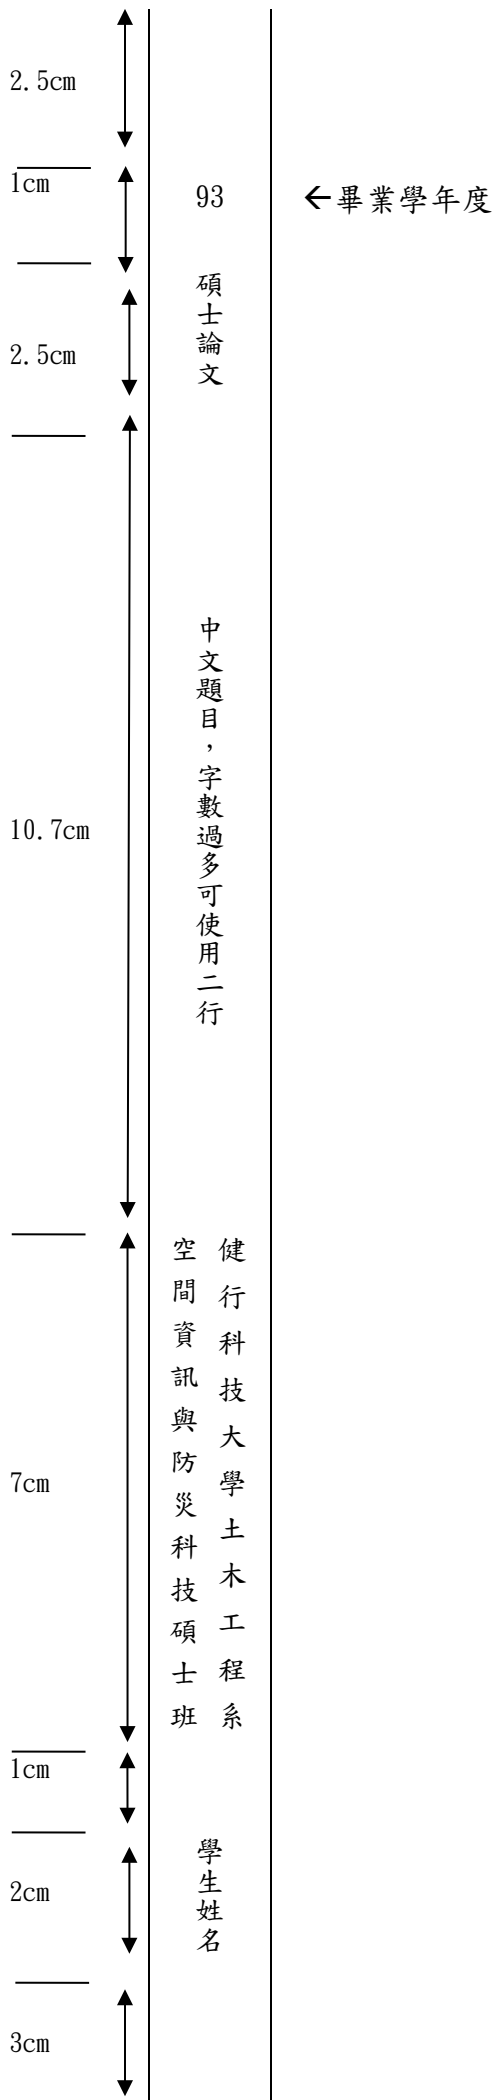 2.5cm
1cm
93
←畢業學年度
碩士論文
2.5cm
中文題目，字數過多可使用二行
10.7cm
健行科技大學土木工程系
空間資訊與防災科技碩士班
7cm
1cm
學生姓名
2cm
3cm